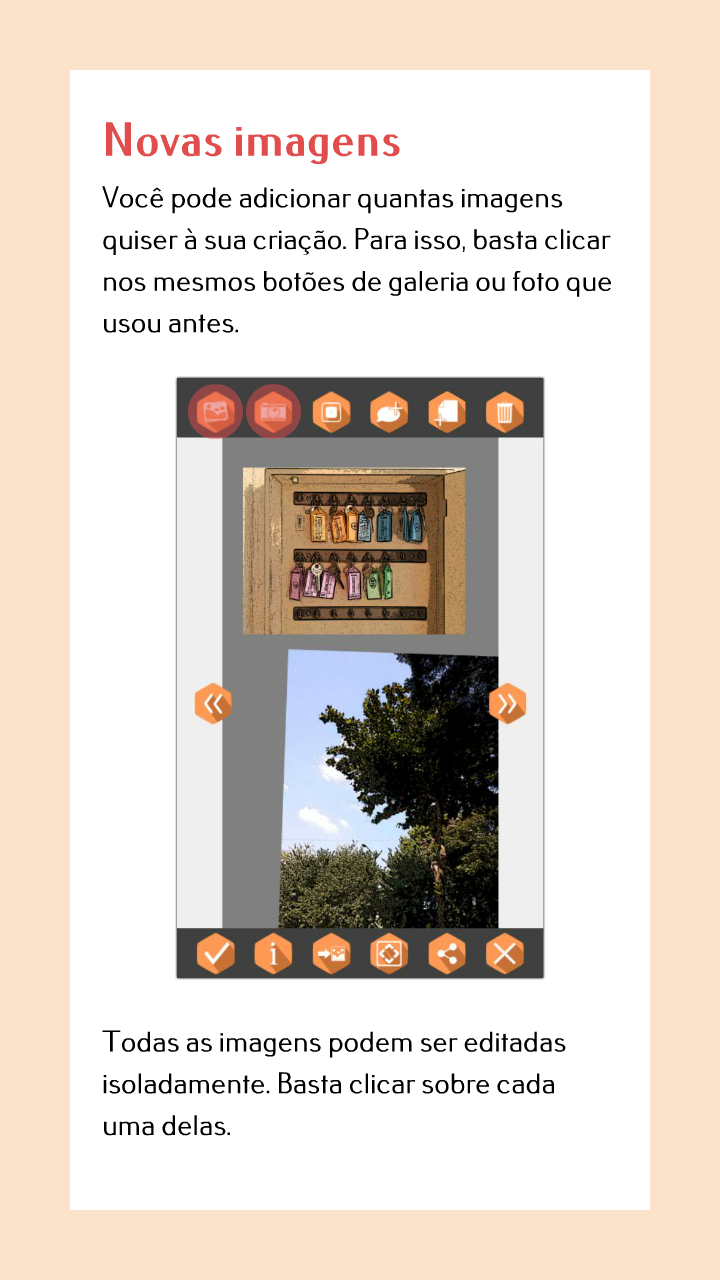 Novas imagens
Você pode adicionar quantas imagens
quiser à sua criação. Para isso, basta clicar
nos mesmos botões de galeria ou foto que
usou antes.
Todas as imagens podem ser editadas
isoladamente. Basta clicar sobre cada
uma delas.